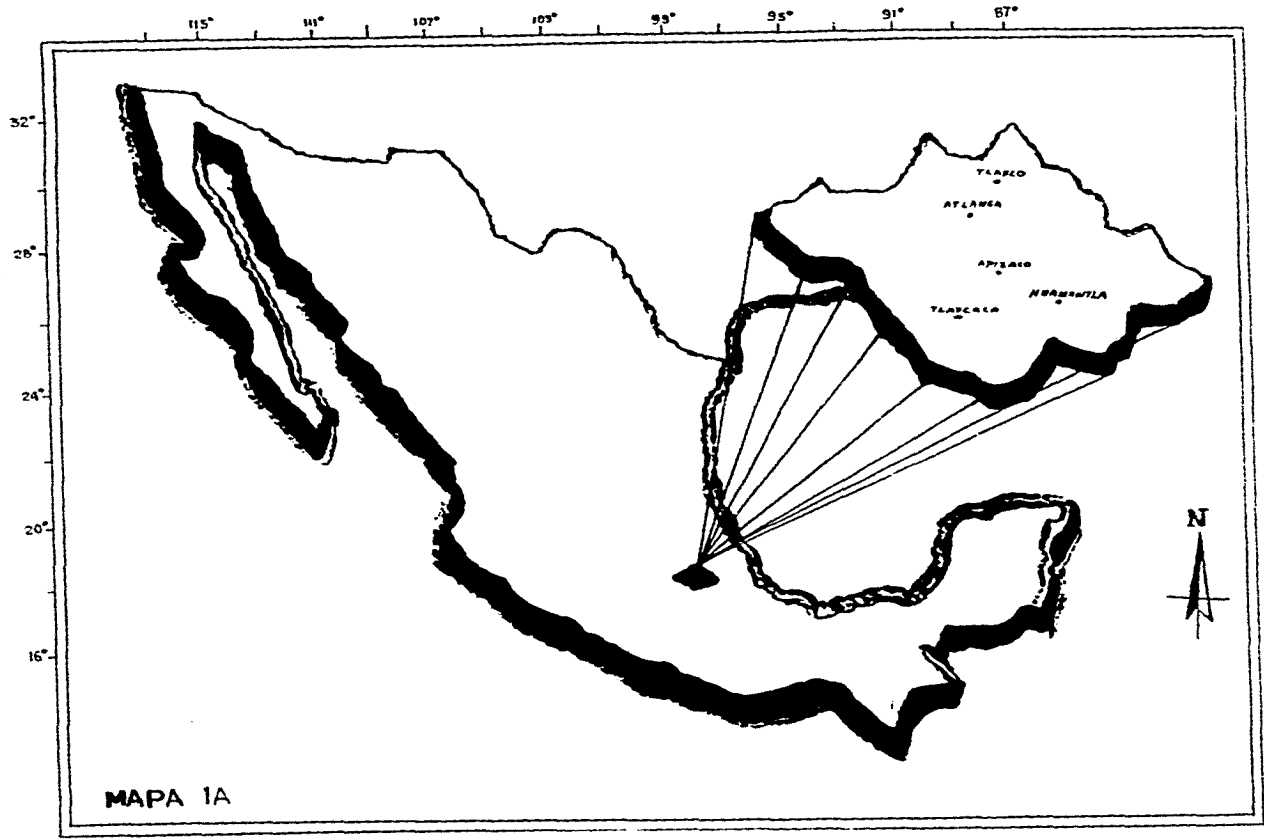 115° 111° 107° 103° 99° 95° 91° 87°
32°
28°
24°
20°
16°
TLAXCO
ATLANGA
APIZACO
HUAMANTLA
TLAXCALA
N
MAPA 1A